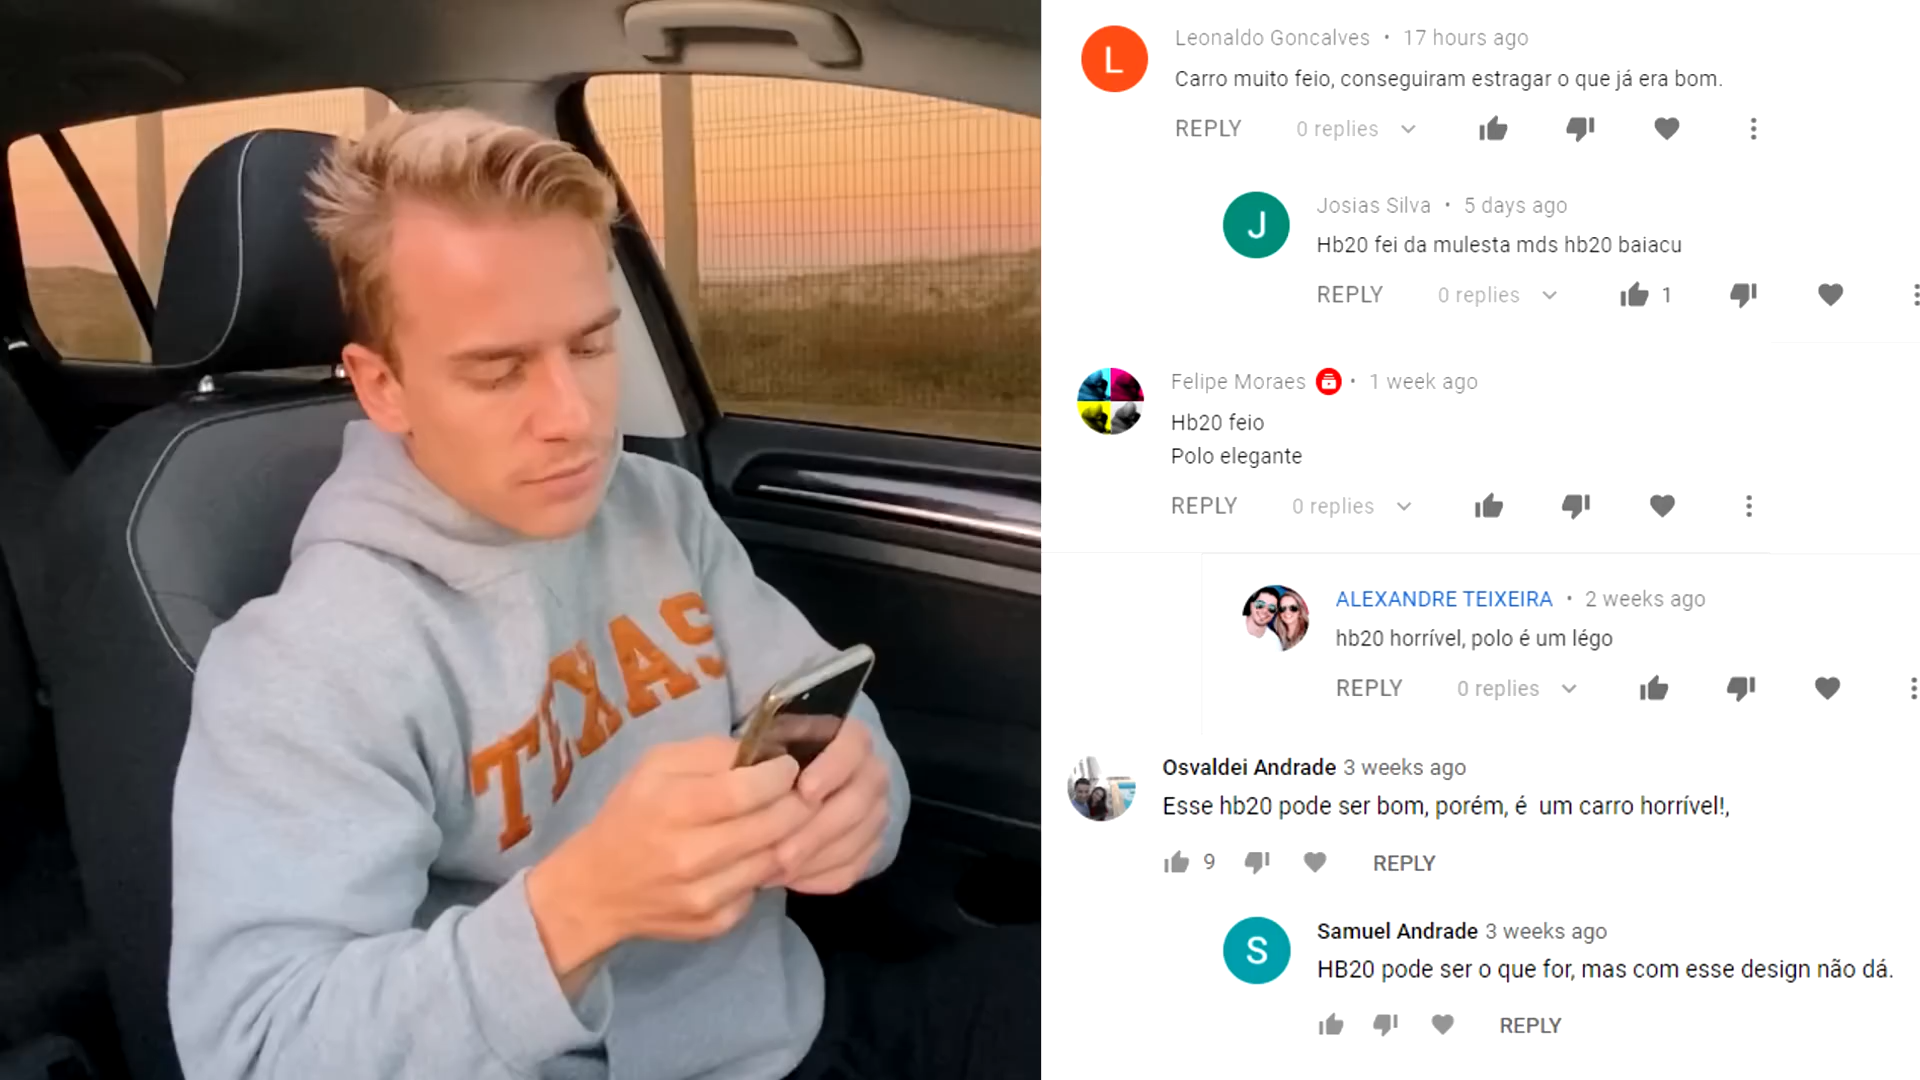 TEXAS
L
Leonaldo Goncalves • 17 hours ago
Carro muito feio, conseguiram estragar o que já era bom.
REPLY 0 replies
J
Josias Silva • 5 days ago
Hb20 fei da mulesta mds hb20 baiacu
REPLY 0 replies 1
Felipe Moraes • 1 week ago
Hb20 feio
Polo elegante
REPLY 0 replies
ALEXANDRE TEIXEIRA • 2 weeks ago
hb20 horrível, polo é um légo
REPLY 0 replies
Osvaldei Andrade 3 weeks ago
Esse hb20 pode ser bom, porém, é um carro horrível!,
9 REPLY
S
Samuel Andrade 3 weeks ago
HB20 pode ser o que for, mas com esse design não dá.
REPLY